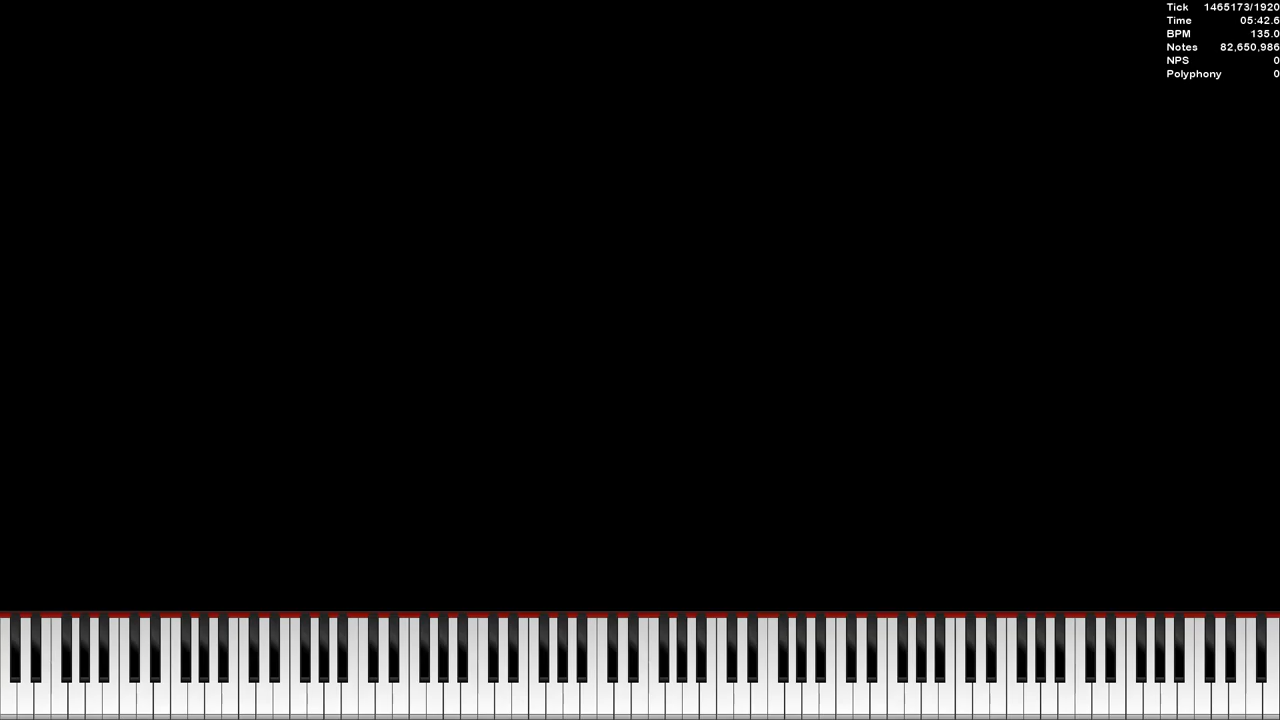 Tick 1465173/1920
Time 05:42.6
BPM 135.0
Notes 82,650,986
NPS 0
Polyphony 0